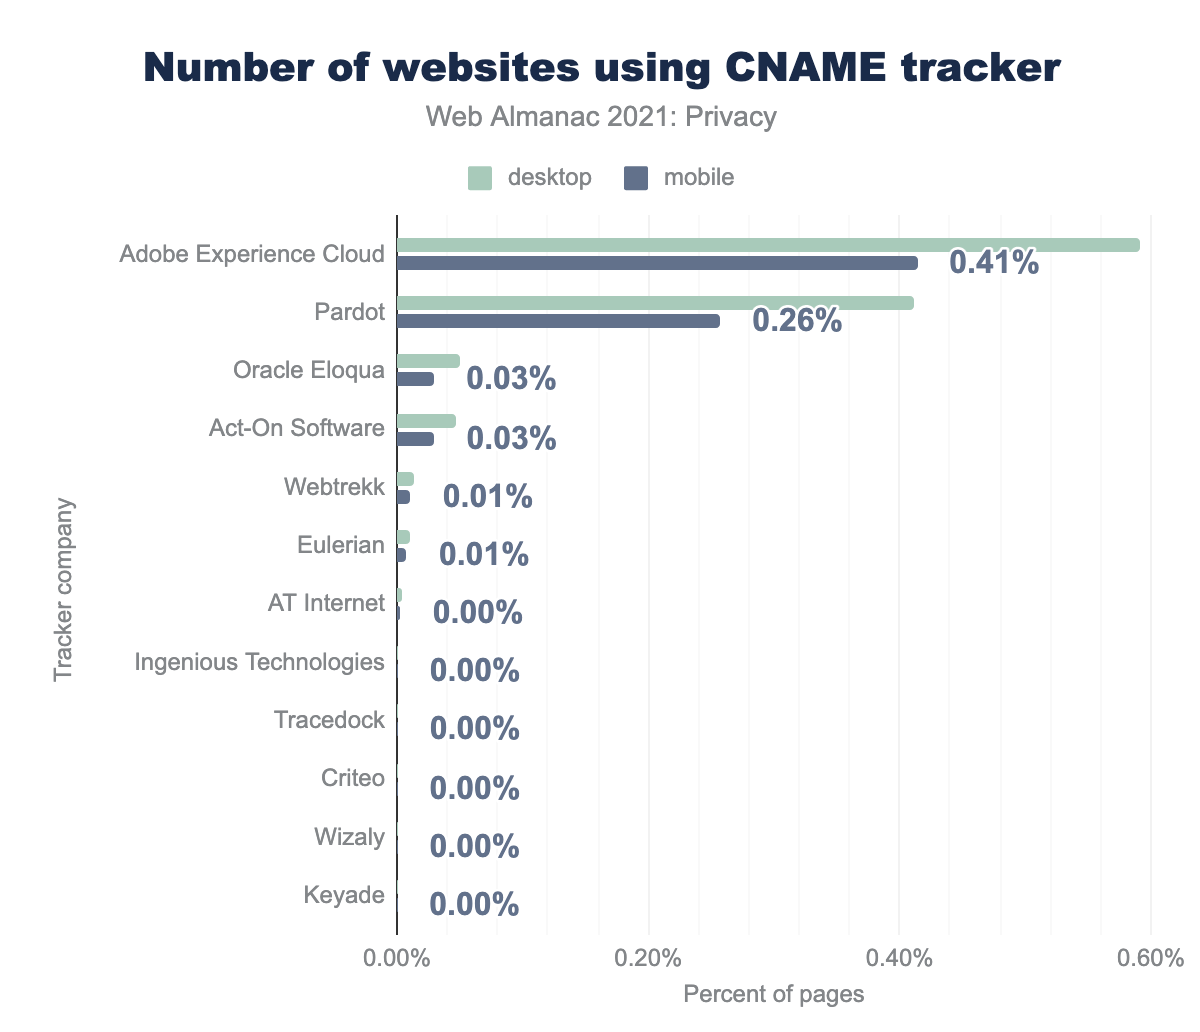 Number of websites using CNAME tracker
Web Almanac 2021: Privacy
desktop mobile
Adobe Experience Cloud 0.41%
Pardot 0.26%
Oracle Eloqua 0.03%
Act-On Software 0.03%
Webtrekk 0.01%
Eulerian 0.01%
AT Internet 0.00%
Ingenious Technologies 0.00%
Tracedock 0.00%
Criteo 0.00%
Wizaly 0.00%
Keyade 0.00%
Tracker company
0.00% 0.20% 0.40% 0.60%
Percent of pages